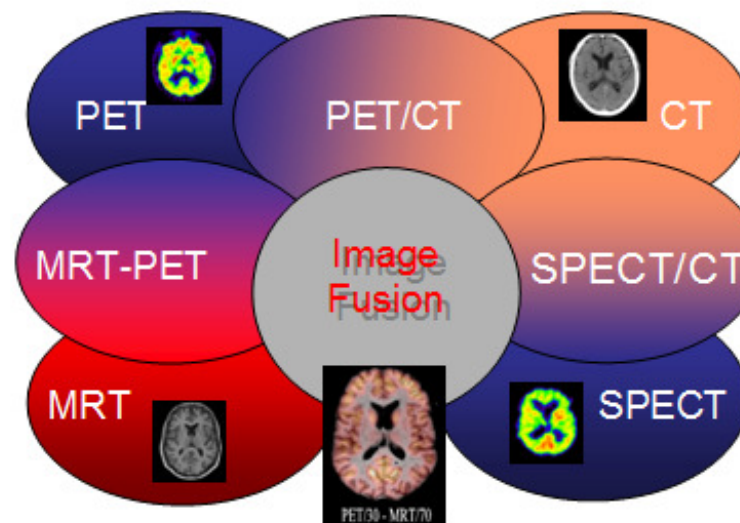 PET
PET/CT
CT
MRT-PET
Image
Fusion
SPECT/CT
MRT
SPECT
PET/30 - MRT/70